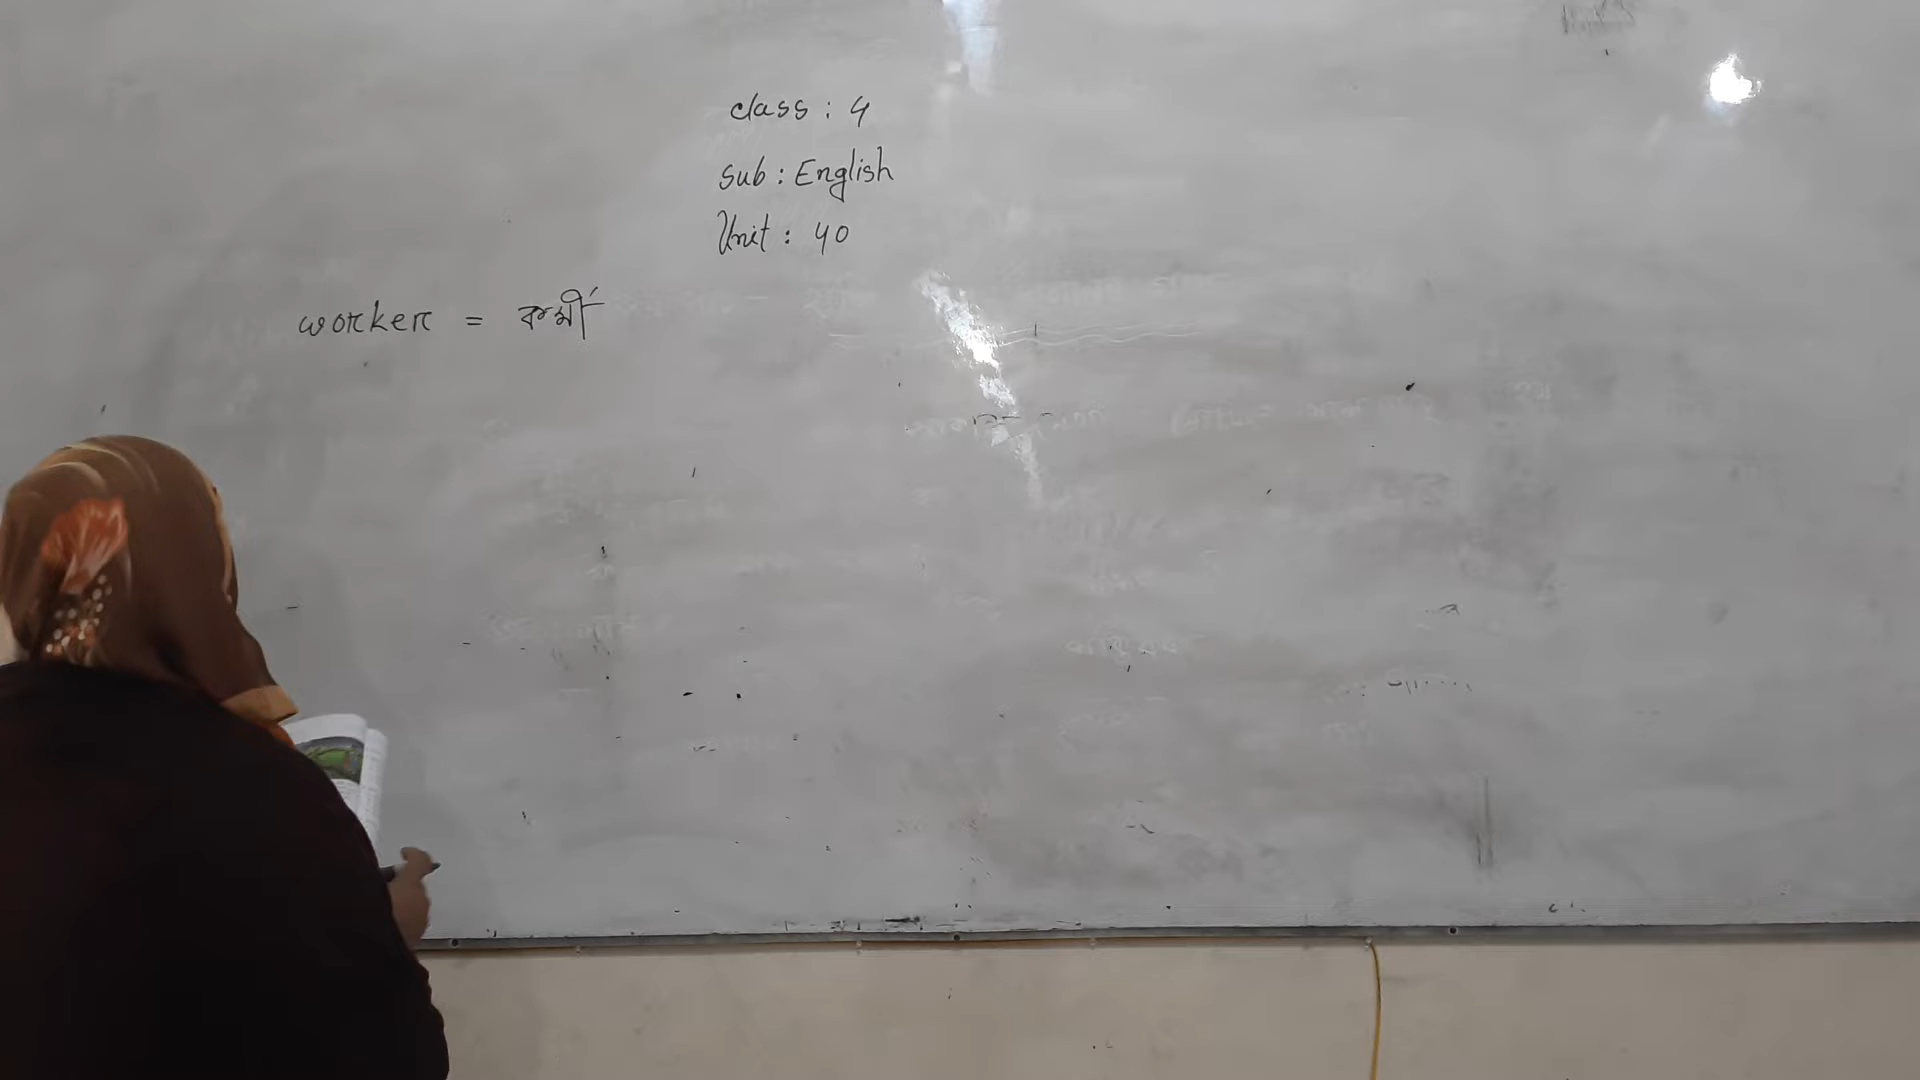 class : 4
sub : English
Unit : 40
worker = কর্মী